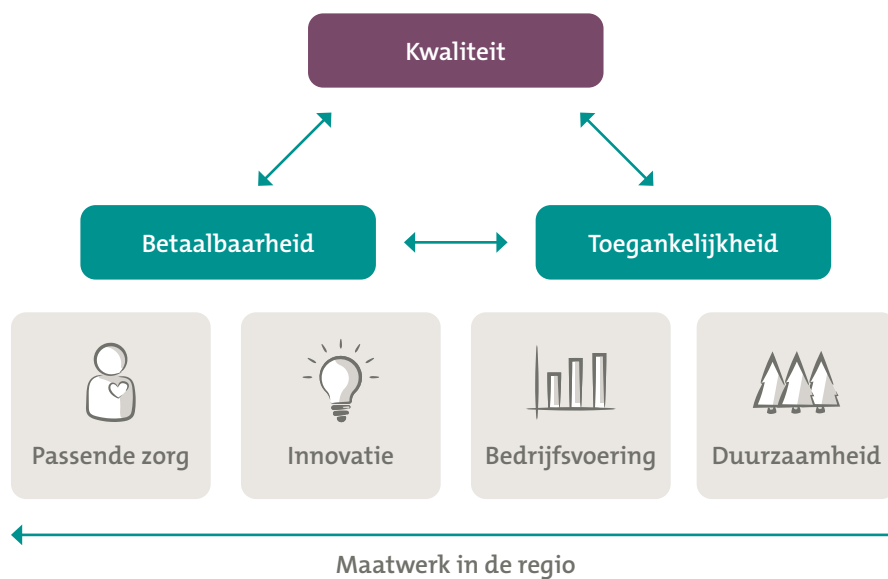 Kwaliteit
Betaalbaarheid
Toegankelijkheid
Passende zorg
Innovatie
Bedrijfsvoering
Duurzaamheid
Maatwerk in de regio